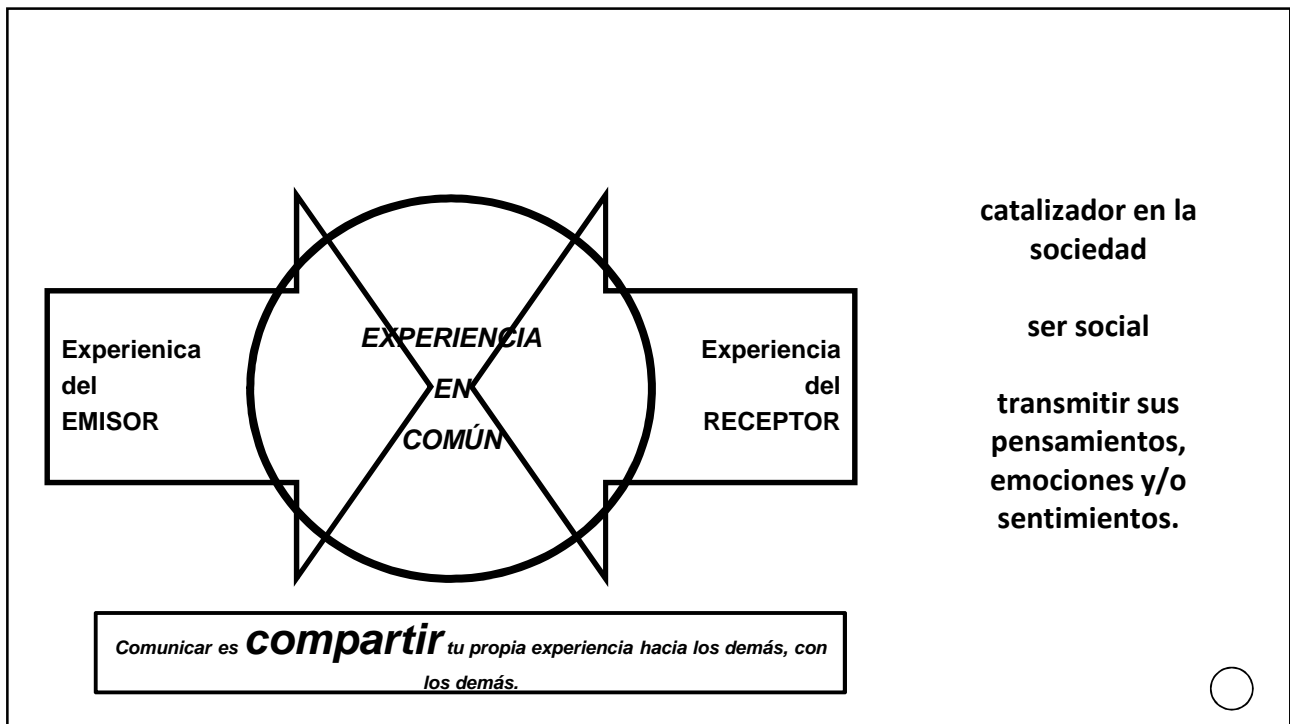 Experienica
del
EMISOR
EXPERIENCIA
EN
COMÚN
Experiencia
del
RECEPTOR
catalizador en la
sociedad
ser social
transmitir sus
pensamientos,
emociones y/o
sentimientos.
Comunicar es compartir tu propia experiencia hacia los demás, con
los demás.